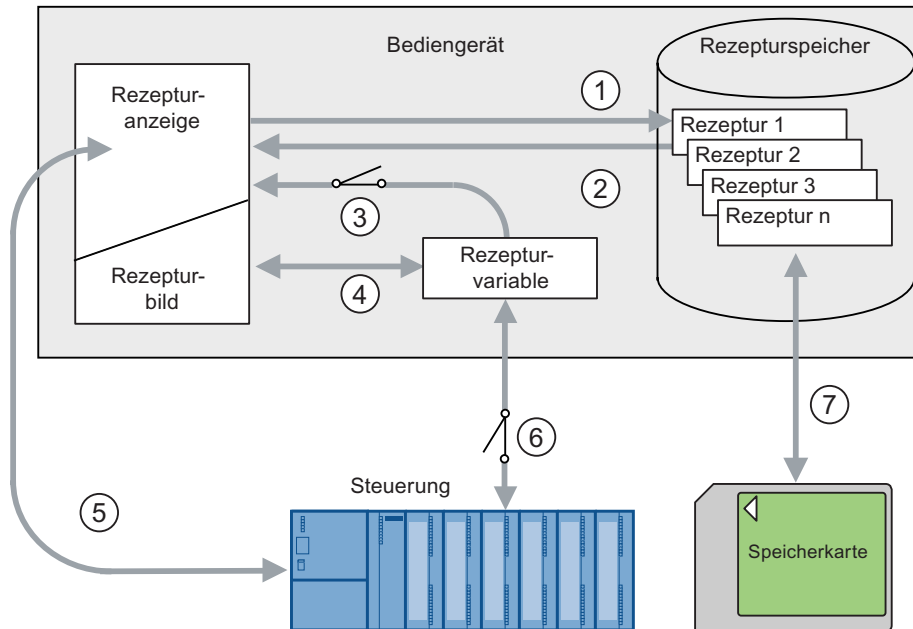 Bediengerät
Rezepturspeicher
Rezeptur-
anzeige
1
Rezeptur 1
Rezeptur 2
Rezeptur 3
Rezeptur n
2
3
Rezeptur-
variable
Rezeptur-
bild
4
7
6
Steuerung
5
Speicherkarte